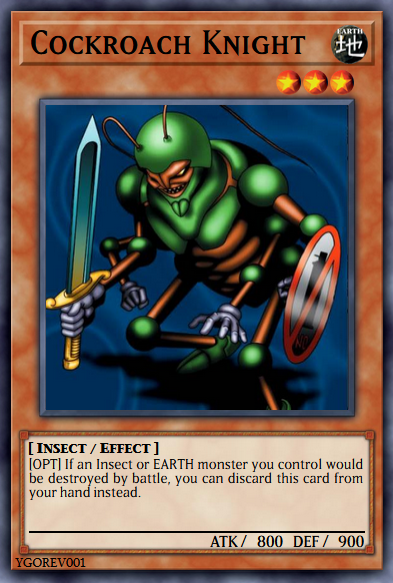 Cockroach Knight
EARTH
地
[ Insect / Effect ]
[OPT] If an Insect or EARTH monster you control would
be destroyed by battle, you can discard this card from
your hand instead.
ATK / 800 DEF / 900
YGOREV001